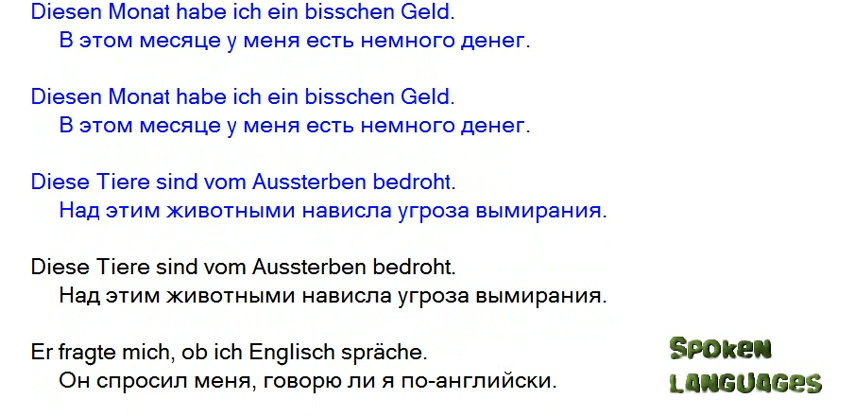 Diesen Monat habe ich ein bisschen Geld.
В этом месяце у меня есть немного денег.
Diesen Monat habe ich ein bisschen Geld.
В этом месяце у меня есть немного денег.
Diese Tiere sind vom Aussterben bedroht.
Над этим животными нависла угроза вымирания.
Diese Tiere sind vom Aussterben bedroht.
Над этим животными нависла угроза вымирания.
Er fragte mich, ob ich Englisch spräche.
Он спросил меня, говорю ли я по-английски.
Spoken
Languages